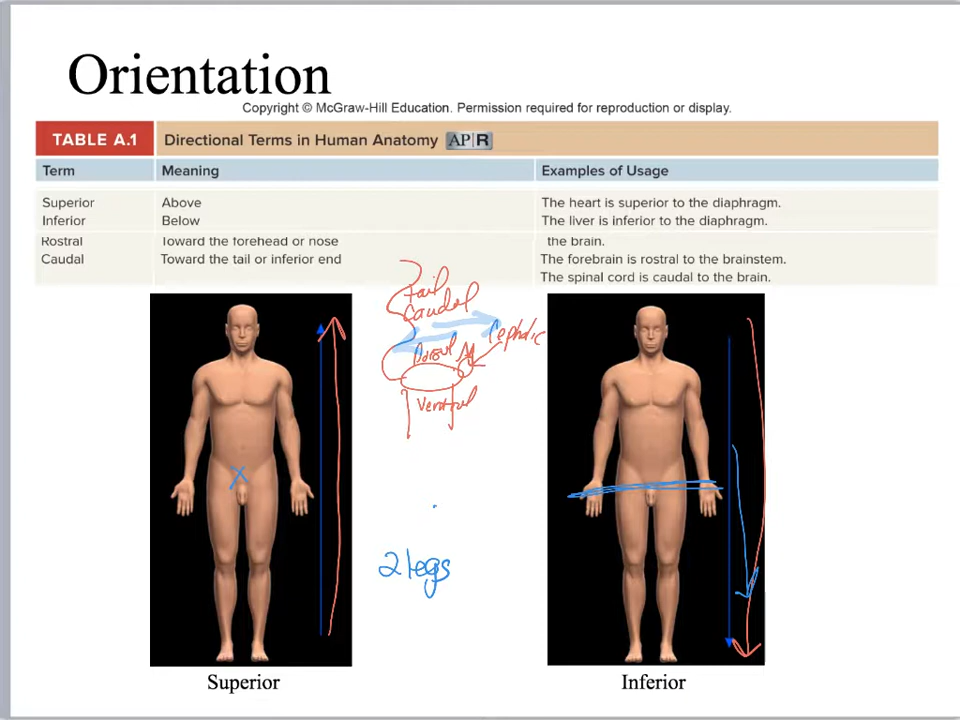 Orientation
Copyright © McGraw-Hill Education. Permission required for reproduction or display.
TABLE A.1 Directional Terms in Human Anatomy AP|R
Term Meaning Examples of Usage
Superior Above The heart is superior to the diaphragm.
Inferior Below The liver is inferior to the diaphragm.
Rostral Toward the forehead or nose the brain.
Caudal Toward the tail or inferior end The forebrain is rostral to the brainstem.
The spinal cord is caudal to the brain.
tail
Caudal
Cephalic
Dorsal
Ventral
2 legs
Superior Inferior